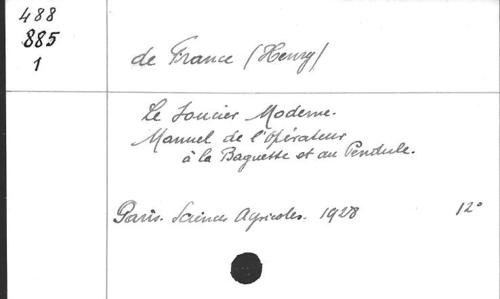 488
885
1
de France (Henry)
Le Sourcier Moderne.
Manuel de l'Opérateur
à la Baguette et au Pendule.
Paris. Sciences Agricoles. 1928 12°